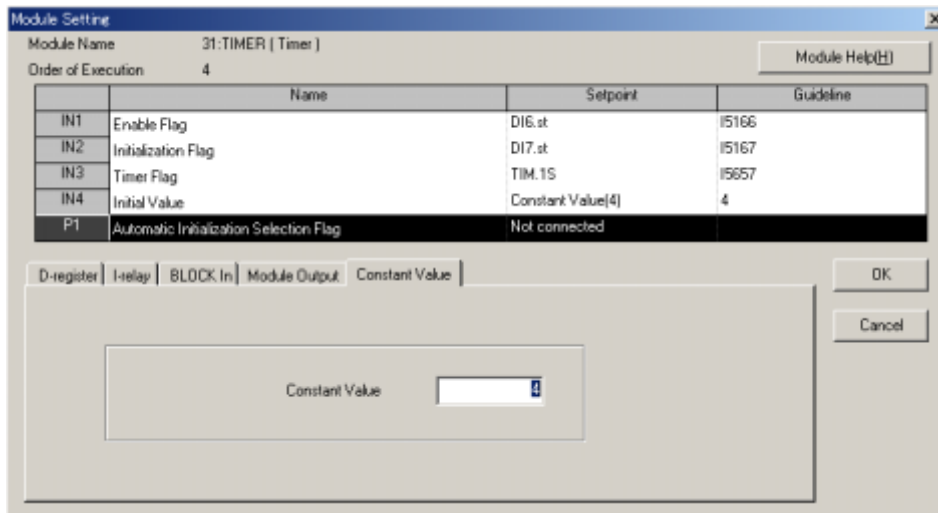 Module Setting
Module Name 31:TIMER ( Timer )
Module Help(H)
Order of Execution 4
Name Setpoint Guideline
IN1 Enable Flag DI6.st I5166
IN2 Initialization Flag DI7.st I5167
IN3 Timer Flag TIM.1S I5657
IN4 Initial Value Constant Value(4) 4
P1 Automatic Initialization Selection Flag Not connected
D-register I-relay BLOCK In Module Output Constant Value
OK
Cancel
Constant Value 4